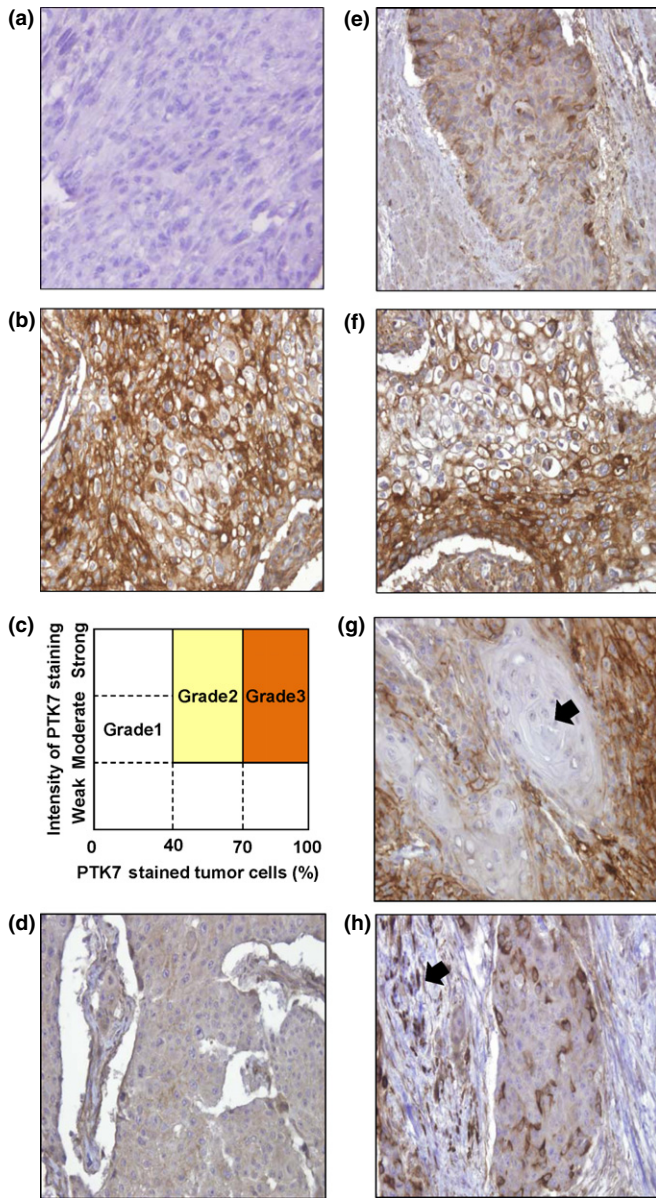 (a)
(e)
(b)
(f)
(c)
Intensity of PTK7 staining
Weak Moderate Strong
Grade1
Grade2
Grade3
0
40
70
100
PTK7 stained tumor cells (%)
(g)
(d)
(h)